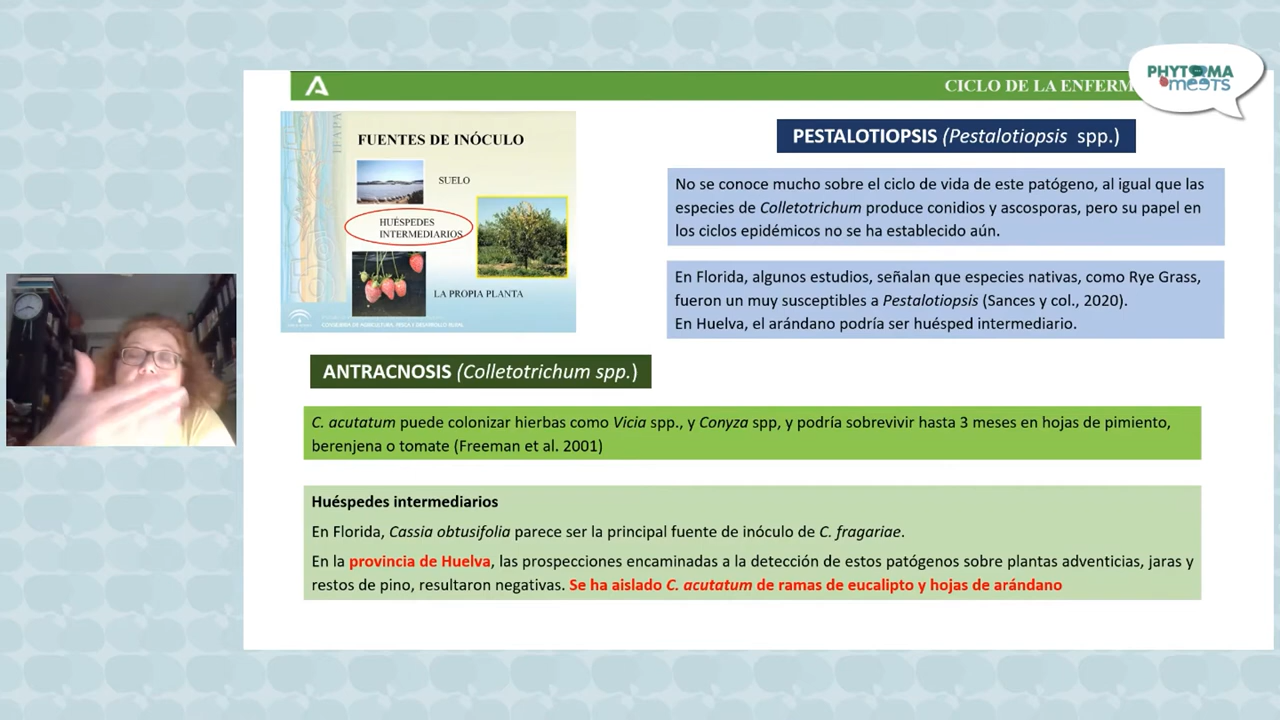 CICLO DE LA ENFERM
PHYTOMA
meets
FUENTES DE INÓCULO
SUELO
HUÉSPEDES
INTERMEDIARIOS
LA PROPIA PLANTA
CONSEJERÍA DE AGRICULTURA, PESCA Y DESARROLLO RURAL
PESTALOTIOPSIS (Pestalotiopsis spp.)
No se conoce mucho sobre el ciclo de vida de este patógeno, al igual que las
especies de Colletotrichum produce conidios y ascosporas, pero su papel en
los ciclos epidémicos no se ha establecido aún.
En Florida, algunos estudios, señalan que especies nativas, como Rye Grass,
fueron un muy susceptibles a Pestalotiopsis (Sances y col., 2020).
En Huelva, el arándano podría ser huésped intermediario.
ANTRACNOSIS (Colletotrichum spp.)
C. acutatum puede colonizar hierbas como Vicia spp., y Conyza spp, y podría sobrevivir hasta 3 meses en hojas de pimiento,
berenjena o tomate (Freeman et al. 2001)
Huéspedes intermediarios
En Florida, Cassia obtusifolia parece ser la principal fuente de inóculo de C. fragariae.
En la provincia de Huelva, las prospecciones encaminadas a la detección de estos patógenos sobre plantas adventicias, jaras y
restos de pino, resultaron negativas. Se ha aislado C. acutatum de ramas de eucalipto y hojas de arándano